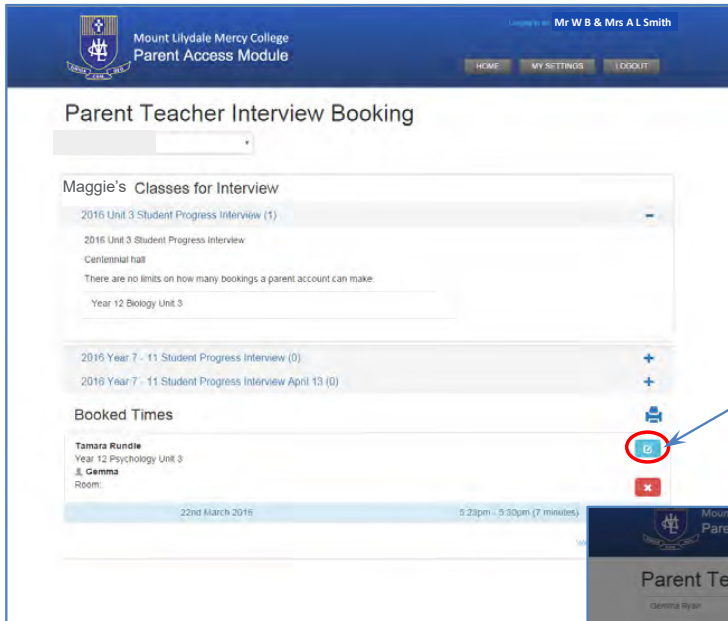 Mount Lilydale Mercy College
Parent Access Module
Logged in as Mr W B & Mrs A L Smith
HOME MY SETTINGS LOGOUT
Parent Teacher Interview Booking
Maggie's Classes for Interview
2016 Unit 3 Student Progress Interview (1)
2016 Unit 3 Student Progress Interview
Centennial hall
There are no limits on how many bookings a parent account can make.
Year 12 Biology Unit 3
2016 Year 7 - 11 Student Progress Interview (0)
2016 Year 7 - 11 Student Progress Interview April 13 (0)
Booked Times
Tamara Rundle
Year 12 Psychology Unit 3
Gemma
Room:
22nd March 2016 5:23pm - 5:30pm (7 minutes)
Parent Te
Gemma Ryan